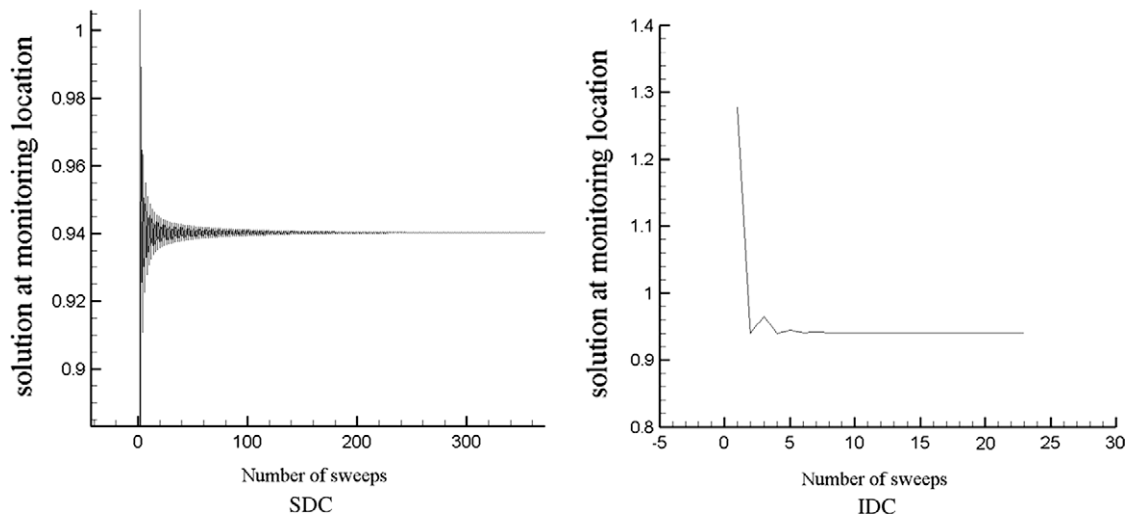 solution at monitoring location
1
0.98
0.96
0.94
0.92
0.9
0 100 200 300
Number of sweeps
SDC
solution at monitoring location
1.4
1.3
1.2
1.1
1
0.9
0.8
-5 0 5 10 15 20 25 30
Number of sweeps
IDC